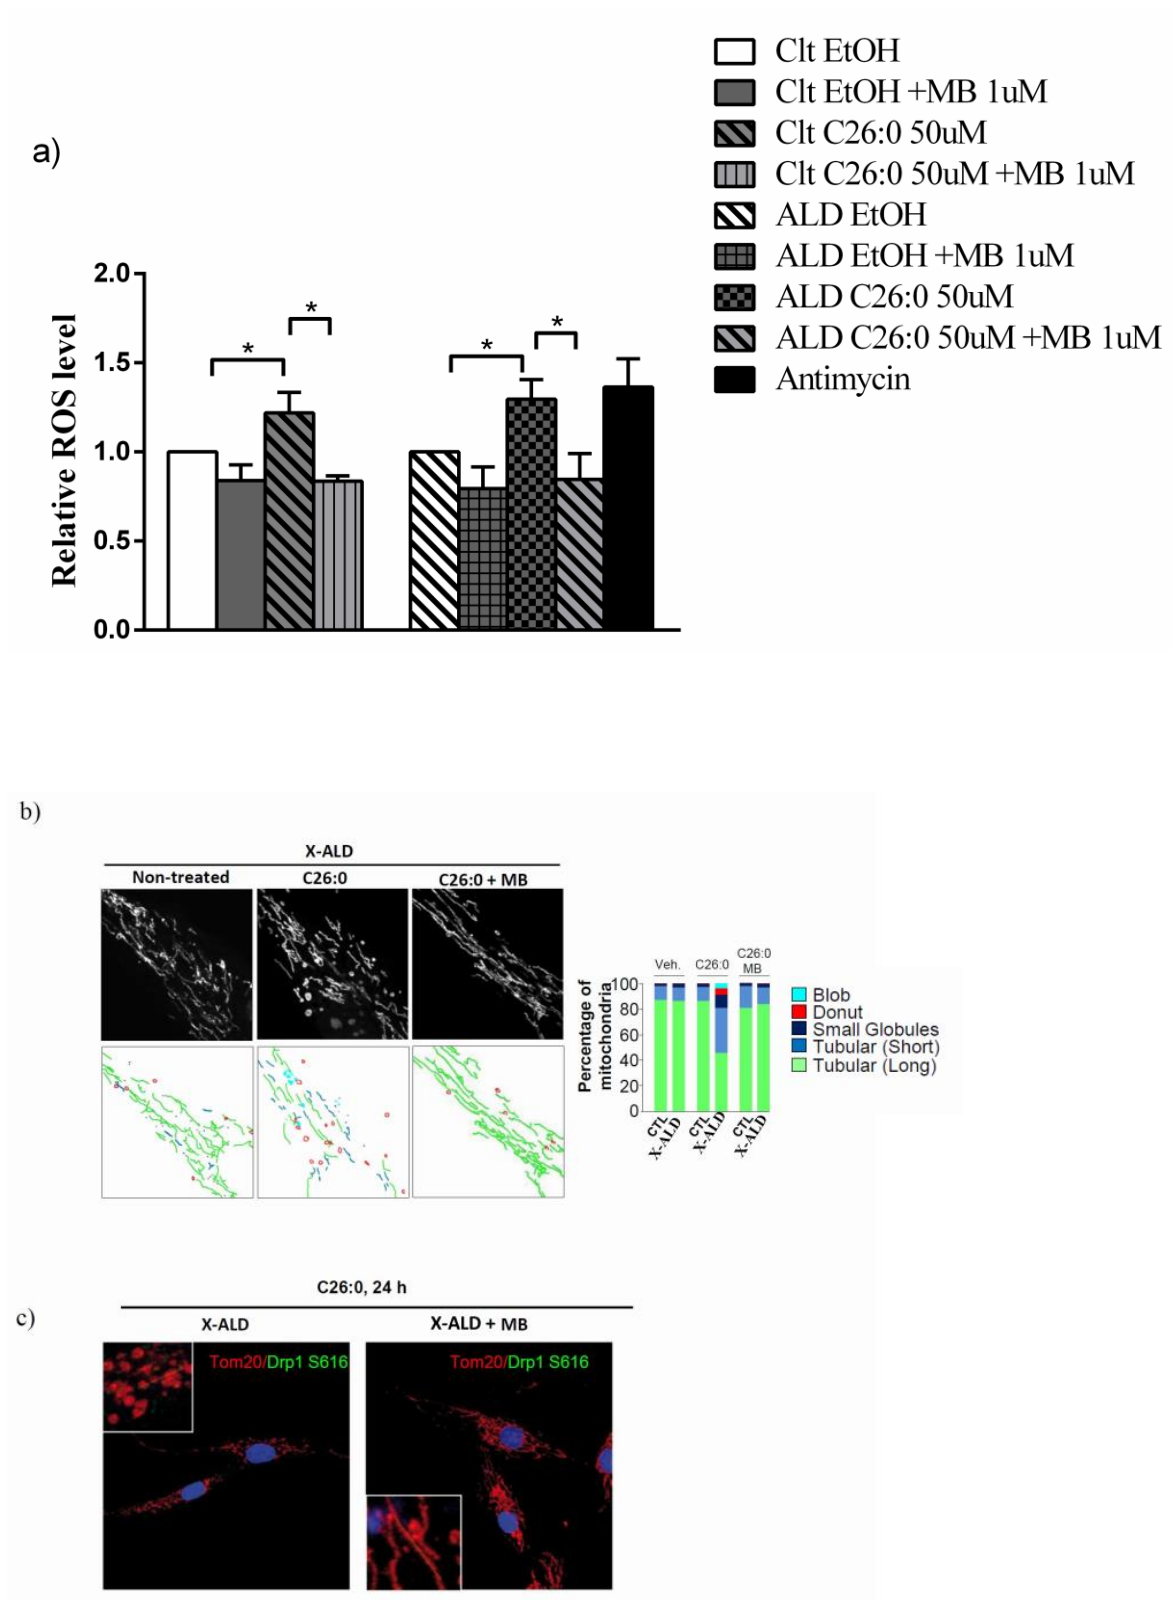 Clt EtOH
Clt EtOH +MB 1uM
a)
Clt C26:0 50uM
Clt C26:0 50uM +MB 1uM
ALD EtOH
ALD EtOH +MB 1uM
ALD C26:0 50uM
ALD C26:0 50uM +MB 1uM
Antimycin
Relative ROS level
2.0
1.5
1.0
0.5
0.0
*
*
*
*
b)
X-ALD
Non-treated
C26:0
C26:0 + MB
Percentage of
mitochondria
Veh.
C26:0
C26:0
MB
100
80
60
40
20
0
CTL
X-ALD
CTL
X-ALD
CTL
X-ALD
Blob
Donut
Small Globules
Tubular (Short)
Tubular (Long)
C26:0, 24 h
c)
X-ALD
X-ALD + MB
Tom20/Drp1 S616
Tom20/Drp1 S616